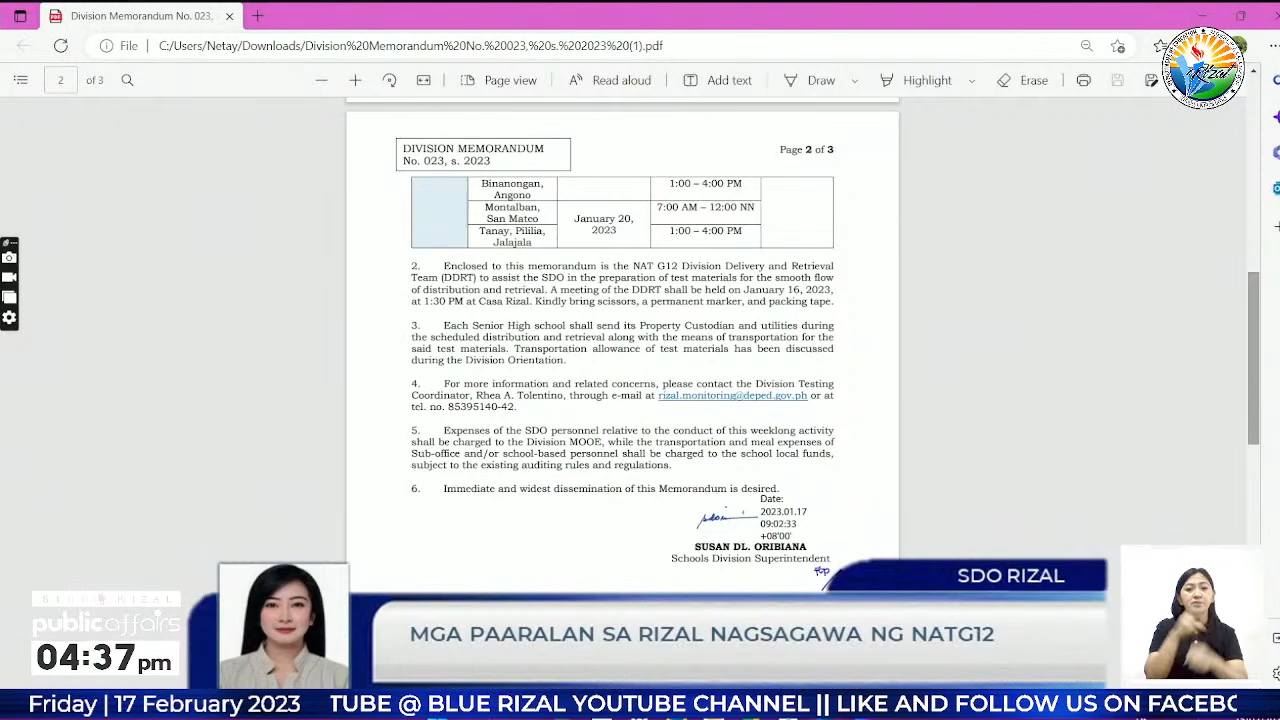 Division Memorandum No. 023,
File
C:/Users/Netay/Downloads/Division%20Memorandum%20No.%20023,%20s.%202023%20(1).pdf
2 of 3
Page view
Read aloud
Add text
Draw
Highlight
Erase
DIVISION MEMORANDUM
No. 023, s. 2023
Page 2 of 3
Binanongan,
Angono
1:00 – 4:00 PM
Montalban,
San Mateo
January 20,
2023
7:00 AM – 12:00 NN
Tanay, Pililia,
Jalajala
1:00 – 4:00 PM
2. Enclosed to this memorandum is the NAT G12 Division Delivery and Retrieval
Team (DDRT) to assist the SDO in the preparation of test materials for the smooth flow
of distribution and retrieval. A meeting of the DDRT shall be held on January 16, 2023,
at 1:30 PM at Casa Rizal. Kindly bring scissors, a permanent marker, and packing tape.
3. Each Senior High school shall send its Property Custodian and utilities during
the scheduled distribution and retrieval along with the means of transportation for the
said test materials. Transportation allowance of test materials has been discussed
during the Division Orientation.
4. For more information and related concerns, please contact the Division Testing
Coordinator, Rhea A. Tolentino, through e-mail at rizal.monitoring@deped.gov.ph or at
tel. no. 85395140-42.
5. Expenses of the SDO personnel relative to the conduct of this weeklong activity
shall be charged to the Division MOOE, while the transportation and meal expenses of
Sub-office and/or school-based personnel shall be charged to the school local funds,
subject to the existing auditing rules and regulations.
6. Immediate and widest dissemination of this Memorandum is desired.
Date:
2023.01.17
09:02:33
+08'00'
SUSAN DL. ORIBIANA
Schools Division Superintendent
SDO RIZAL
MGA PAARALAN SA RIZAL NAGSAGAWA NG NATG12
public affairs
04:37 pm
Friday | 17 February 2023
TUBE @ BLUE RIZAL YOUTUBE CHANNEL || LIKE AND FOLLOW US ON FACEBO